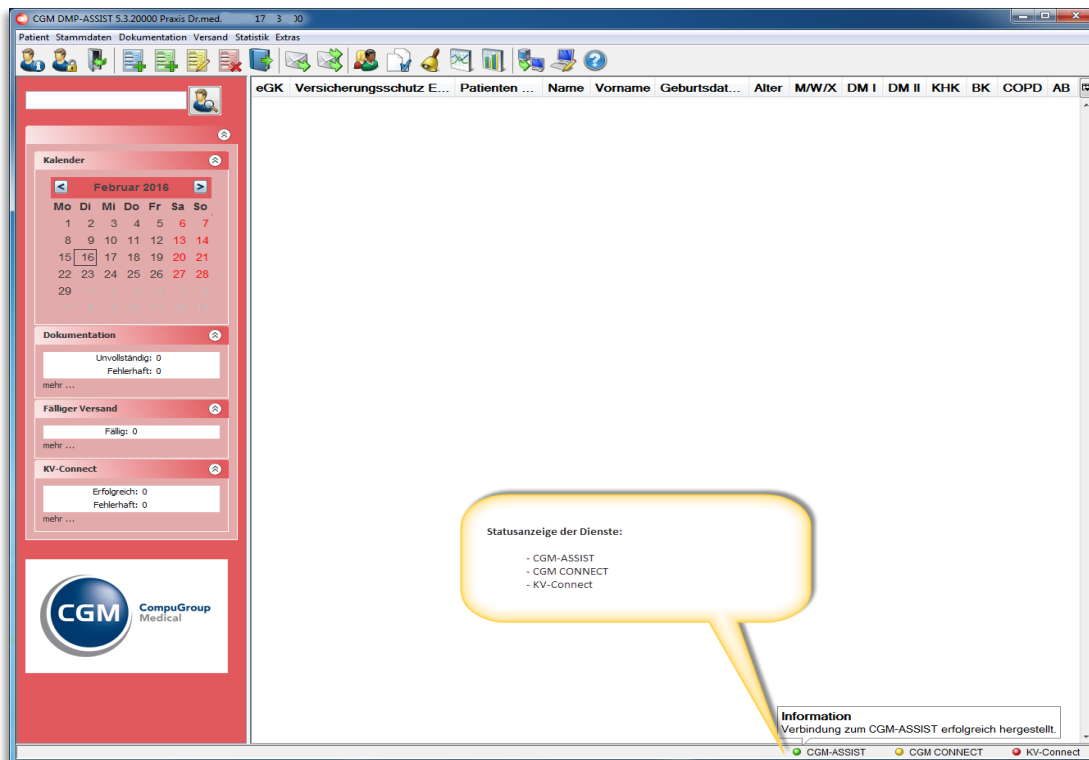 CGM DMP-ASSIST 5.3.20000 Praxis Dr.med. 17 3
Patient Stammdaten Dokumentation Versand Statistik Extras
eGK Versicherungsschutz E... Patienten ... Name Vorname Geburtsdat... Alter M/W/X DM I DM II KHK BK COPD AB
Kalender
Februar 2016
Mo Di Mi Do Fr Sa So
1 2 3 4 5 6 7
8 9 10 11 12 13 14
15 16 17 18 19 20 21
22 23 24 25 26 27 28
29
Dokumentation
Unvollständig: 0
Fehlerhaft: 0
mehr ...
Fälliger Versand
Fällig: 0
mehr ...
KV-Connect
Erfolgreich: 0
Fehlerhaft: 0
mehr ...
CGM CompuGroup
Medical
Statusanzeige der Dienste:
- CGM-ASSIST
- CGM CONNECT
- KV-Connect
Information
Verbindung zum CGM-ASSIST erfolgreich hergestellt.
CGM-ASSIST CGM CONNECT KV-Connect